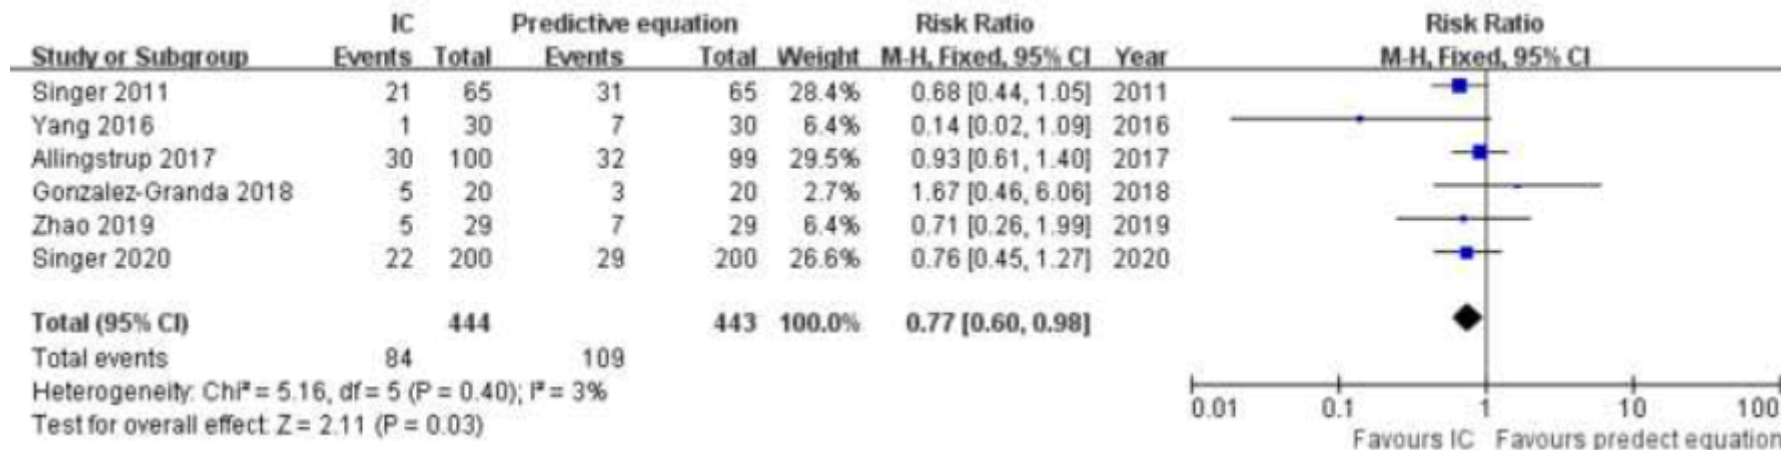 IC Predictive equation Risk Ratio Risk Ratio
Study or Subgroup Events Total Events Total Weight M-H, Fixed, 95% CI Year M-H, Fixed, 95% CI
Singer 2011 21 65 31 65 28.4% 0.68 [0.44, 1.05] 2011
Yang 2016 1 30 7 30 6.4% 0.14 [0.02, 1.09] 2016
Allingstrup 2017 30 100 32 99 29.5% 0.93 [0.61, 1.40] 2017
Gonzalez-Granda 2018 5 20 3 20 2.7% 1.67 [0.46, 6.06] 2018
Zhao 2019 5 29 7 29 6.4% 0.71 [0.26, 1.99] 2019
Singer 2020 22 200 29 200 26.6% 0.76 [0.45, 1.27] 2020
Total (95% CI) 444 443 100.0% 0.77 [0.60, 0.98]
Total events 84 109
Heterogeneity: Chi² = 5.16, df = 5 (P = 0.40); I² = 3%
Test for overall effect: Z = 2.11 (P = 0.03)
0.01 0.1 1 10 100
Favours IC Favours predect equation